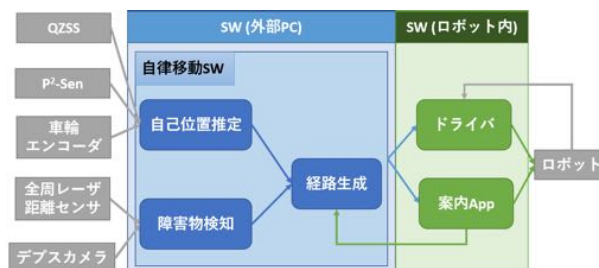 SW (外部PC)
SW (ロボット内)
QZSS
P²-Sen
車輪
エンコーダ
全周レーザ
距離センサ
デプスカメラ
自律移動SW
自己位置推定
障害物検知
経路生成
ドライバ
案内App
ロボット